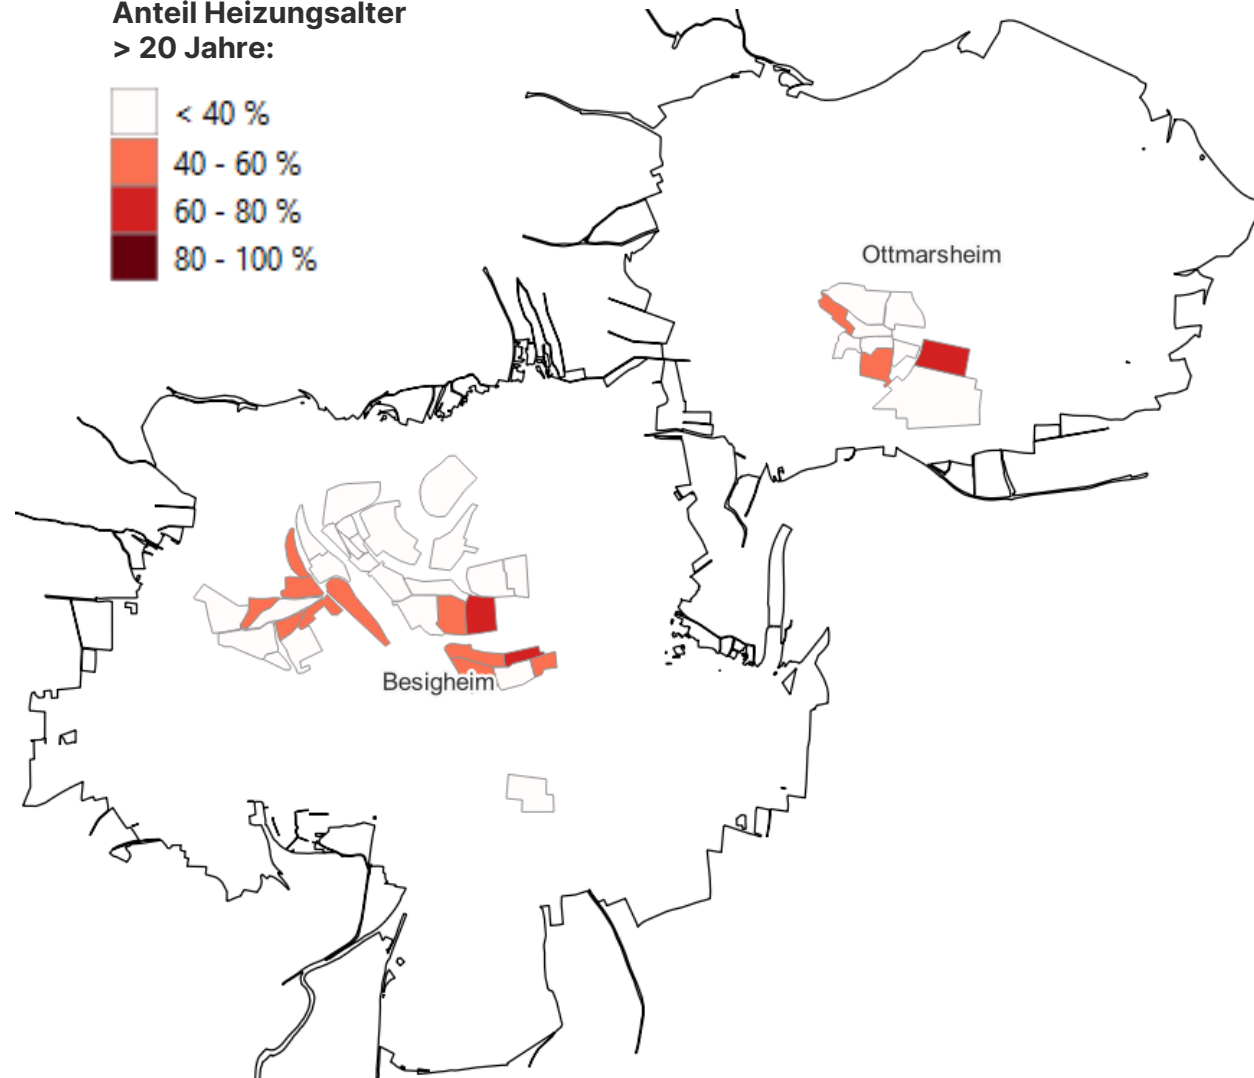 Anteil Heizungsalter
> 20 Jahre:
< 40 %
40 - 60 %
60 - 80 %
80 - 100 %
Ottmarsheim
Besigheim